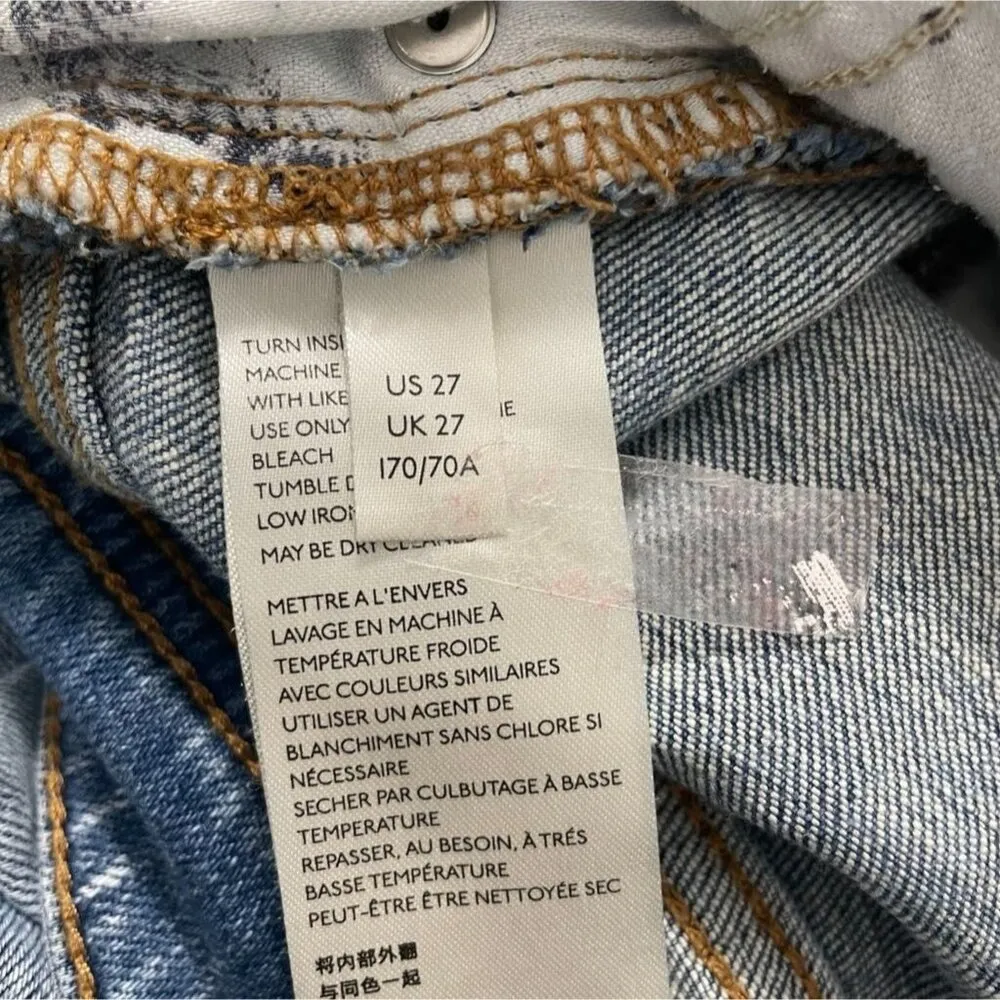 US 27
UK 27
170/70A
TURN INSI
MACHINE
WITH LIKE
USE ONLY
BLEACH
TUMBLE D
LOW IRON
MAY BE DRY CLEANED
METTRE A L'ENVERS
LAVAGE EN MACHINE À
TEMPÉRATURE FROIDE
AVEC COULEURS SIMILAIRES
UTILISER UN AGENT DE
BLANCHIMENT SANS CHLORE SI
NÉCESSAIRE
SECHER PAR CULBUTAGE À BASSE
TEMPERATURE
REPASSER, AU BESOIN, À TRÉS
BASSE TEMPÉRATURE
PEUT-ÊTRE ÊTRE NETTOYÉE SEC
将内部外翻
与同色一起